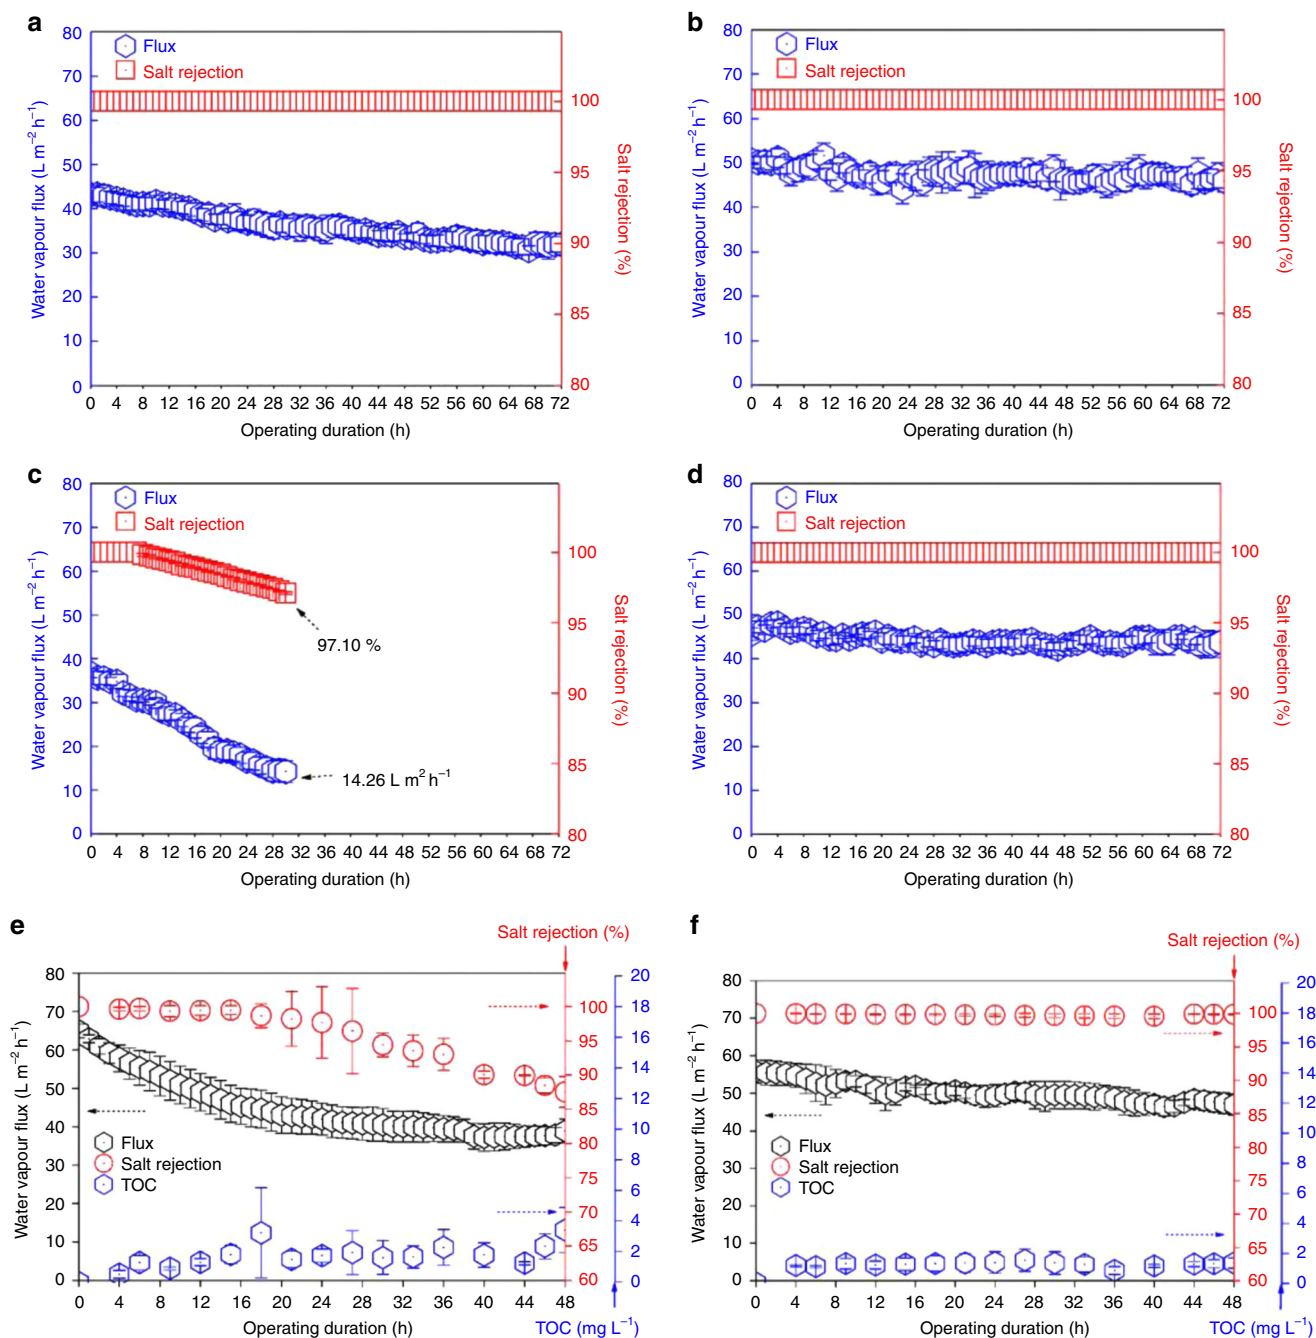 a
80
70
60
50
40
30
20
10
0
Flux
Salt rejection
100
95
90
85
80
0 4 8 12 16 20 24 28 32 36 40 44 48 52 56 60 64 68 72
Operating duration (h)
Water vapour flux (L m⁻² h⁻¹)
Salt rejection (%)
b
80
70
60
50
40
30
20
10
0
Flux
Salt rejection
100
95
90
85
80
0 4 8 12 16 20 24 28 32 36 40 44 48 52 56 60 64 68 72
Operating duration (h)
Water vapour flux (L m⁻² h⁻¹)
Salt rejection (%)
c
80
70
60
50
40
30
20
10
0
Flux
Salt rejection
97.10 %
14.26 L m² h⁻¹
100
95
90
85
80
0 4 8 12 16 20 24 28 32 36 40 44 48 52 56 60 64 68 72
Operating duration (h)
Water vapour flux (L m⁻² h⁻¹)
Salt rejection (%)
d
80
70
60
50
40
30
20
10
0
Flux
Salt rejection
100
95
90
85
80
0 4 8 12 16 20 24 28 32 36 40 44 48 52 56 60 64 68 72
Operating duration (h)
Water vapour flux (L m⁻² h⁻¹)
Salt rejection (%)
e
Salt rejection (%)
80
70
60
50
40
30
20
10
0
Flux
Salt rejection
TOC
100
95
90
85
80
75
70
65
60
20
18
16
14
12
10
8
6
4
2
0
0 4 8 12 16 20 24 28 32 36 40 44 48
Operating duration (h)
TOC (mg L⁻¹)
Water vapour flux (L m⁻² h⁻¹)
f
Salt rejection (%)
80
70
60
50
40
30
20
10
0
Flux
Salt rejection
TOC
100
95
90
85
80
75
70
65
60
20
18
16
14
12
10
8
6
4
2
0
0 4 8 12 16 20 24 28 32 36 40 44 48
Operating duration (h)
TOC (mg L⁻¹)
Water vapour flux (L m⁻² h⁻¹)